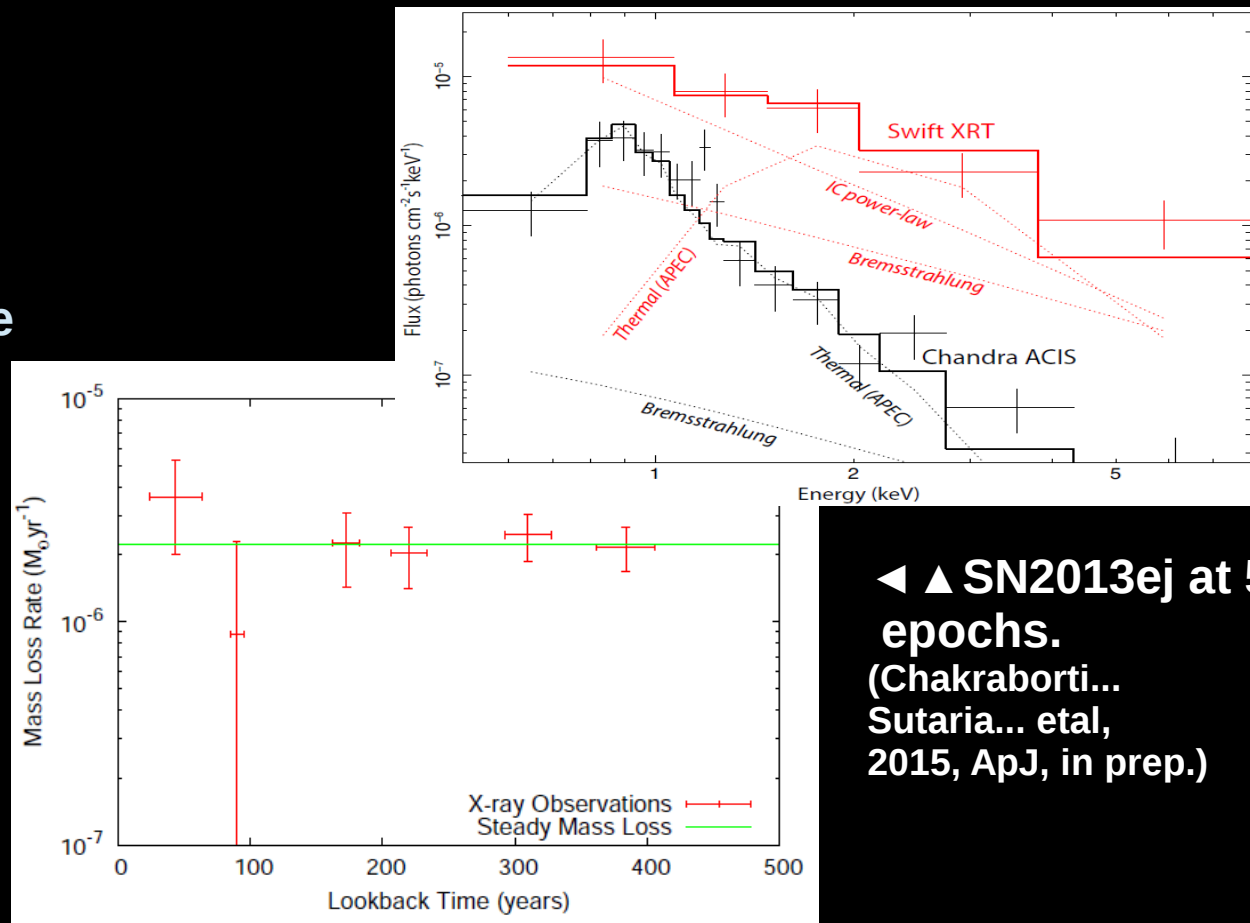 10⁻⁵
10⁻⁶
10⁻⁷
Flux (photons cm⁻²s⁻¹keV⁻¹)
Swift XRT
IC power-law
Bremsstrahlung
Thermal (APEC)
Chandra ACIS
Thermal (APEC)
Bremsstrahlung
1 2 5
Energy (keV)
e
10⁻⁵
10⁻⁶
10⁻⁷
Mass Loss Rate (M₀yr⁻¹)
X-ray Observations
Steady Mass Loss
0 100 200 300 400 500
Lookback Time (years)
◄ ▲SN2013ej at 5
epochs.
(Chakraborti...
Sutaria... etal,
2015, ApJ, in prep.)